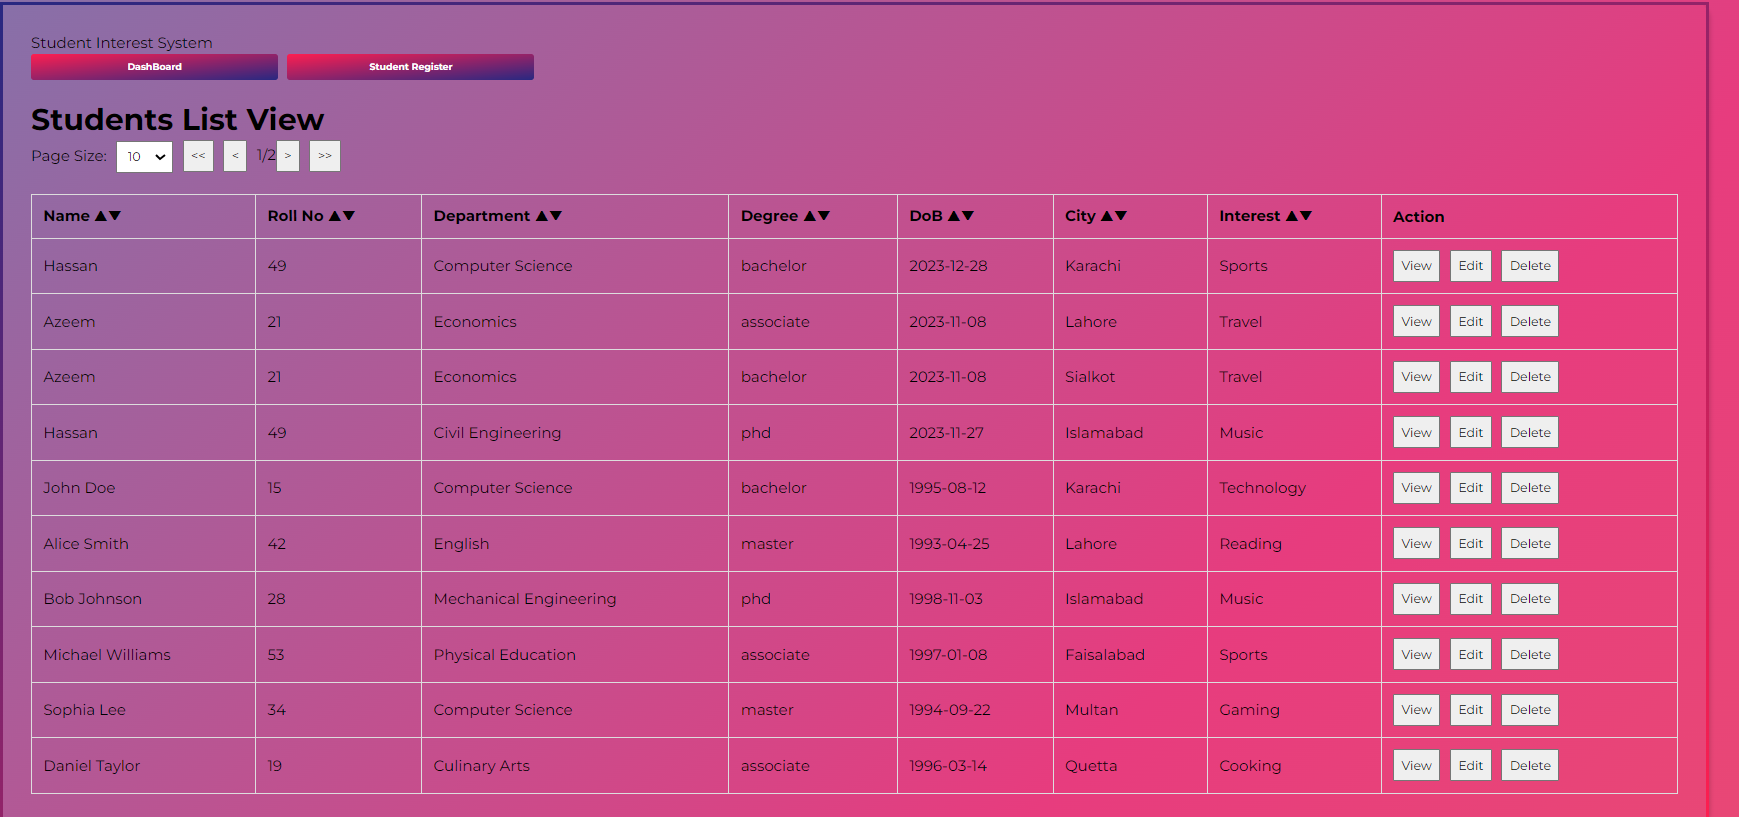 Student Interest System
DashBoard Student Register
Students List View
Page Size: 10 << < 1/2 > >>
Name ▲▼ Roll No ▲▼ Department ▲▼ Degree ▲▼ DoB ▲▼ City ▲▼ Interest ▲▼ Action
Hassan 49 Computer Science bachelor 2023-12-28 Karachi Sports View Edit Delete
Azeem 21 Economics associate 2023-11-08 Lahore Travel View Edit Delete
Azeem 21 Economics bachelor 2023-11-08 Sialkot Travel View Edit Delete
Hassan 49 Civil Engineering phd 2023-11-27 Islamabad Music View Edit Delete
John Doe 15 Computer Science bachelor 1995-08-12 Karachi Technology View Edit Delete
Alice Smith 42 English master 1993-04-25 Lahore Reading View Edit Delete
Bob Johnson 28 Mechanical Engineering phd 1998-11-03 Islamabad Music View Edit Delete
Michael Williams 53 Physical Education associate 1997-01-08 Faisalabad Sports View Edit Delete
Sophia Lee 34 Computer Science master 1994-09-22 Multan Gaming View Edit Delete
Daniel Taylor 19 Culinary Arts associate 1996-03-14 Quetta Cooking View Edit Delete